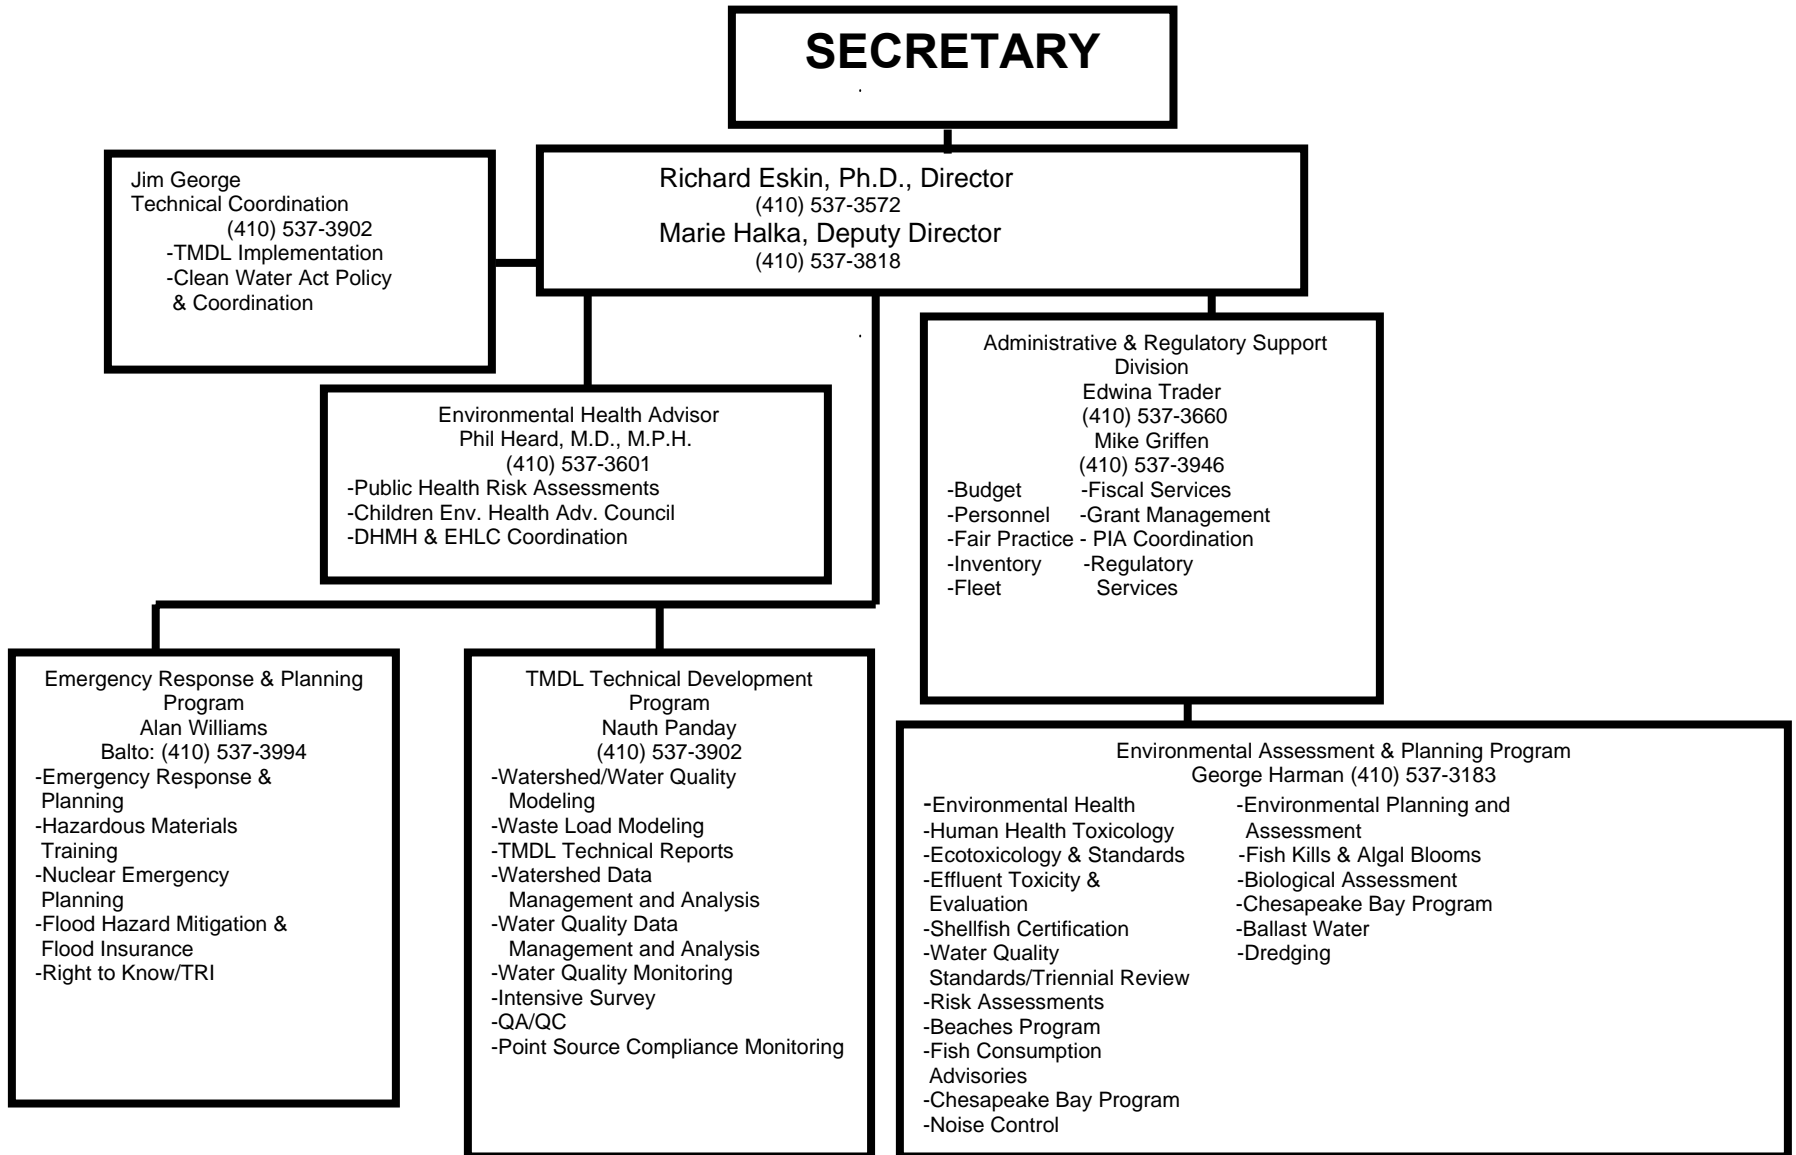 SECRETARY
Jim George
Technical Coordination
(410) 537-3902
-TMDL Implementation
-Clean Water Act Policy
& Coordination
Richard Eskin, Ph.D., Director
(410) 537-3572
Marie Halka, Deputy Director
(410) 537-3818
Environmental Health Advisor
Phil Heard, M.D., M.P.H.
(410) 537-3601
-Public Health Risk Assessments
-Children Env. Health Adv. Council
-DHMH & EHLC Coordination
Administrative & Regulatory Support
Division
Edwina Trader
(410) 537-3660
Mike Griffen
(410) 537-3946
-Budget -Fiscal Services
-Personnel -Grant Management
-Fair Practice - PIA Coordination
-Inventory -Regulatory
-Fleet Services
Emergency Response & Planning
Program
Alan Williams
Balto: (410) 537-3994
-Emergency Response &
Planning
-Hazardous Materials
Training
-Nuclear Emergency
Planning
-Flood Hazard Mitigation &
Flood Insurance
-Right to Know/TRI
TMDL Technical Development
Program
Nauth Panday
(410) 537-3902
-Watershed/Water Quality
Modeling
-Waste Load Modeling
-TMDL Technical Reports
-Watershed Data
Management and Analysis
-Water Quality Data
Management and Analysis
-Water Quality Monitoring
-Intensive Survey
-QA/QC
-Point Source Compliance Monitoring
Environmental Assessment & Planning Program
George Harman (410) 537-3183
-Environmental Health
-Human Health Toxicology
-Ecotoxicology & Standards
-Effluent Toxicity &
Evaluation
-Shellfish Certification
-Water Quality
Standards/Triennial Review
-Risk Assessments
-Beaches Program
-Fish Consumption
Advisories
-Chesapeake Bay Program
-Noise Control
-Environmental Planning and
Assessment
-Fish Kills & Algal Blooms
-Biological Assessment
-Chesapeake Bay Program
-Ballast Water
-Dredging